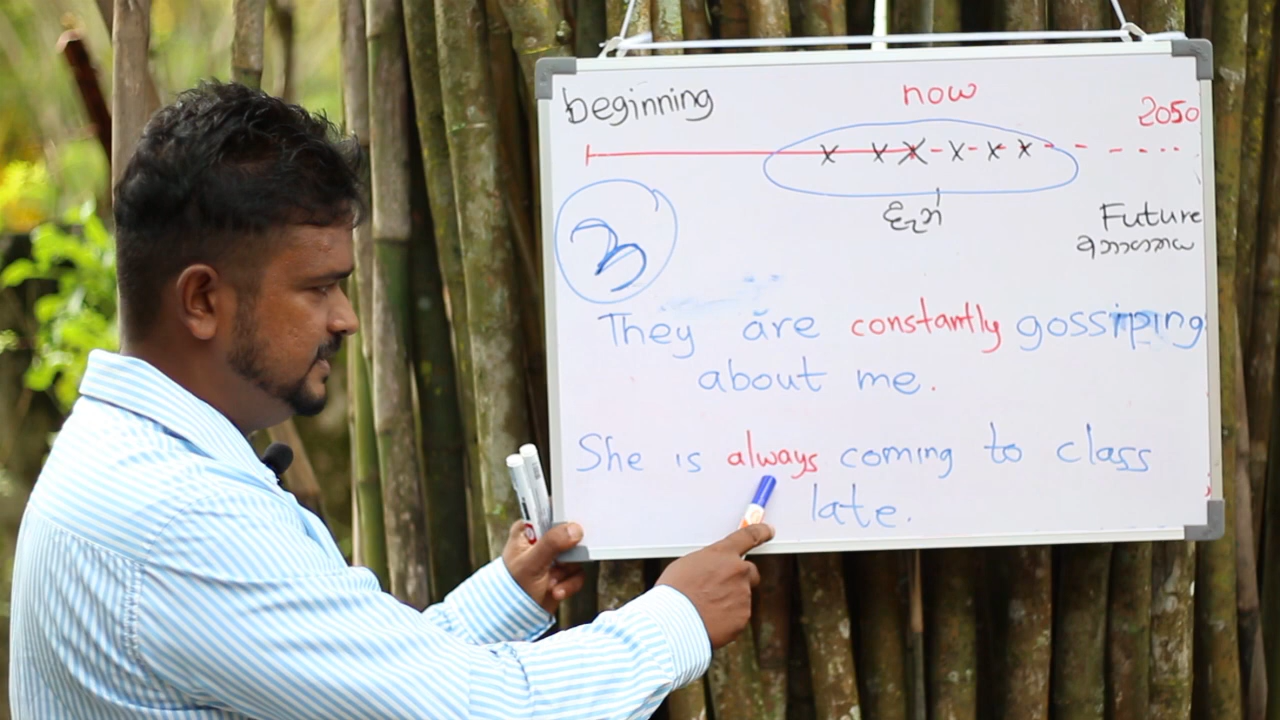 beginning
now
2050
දැන්
3
Future
අනාගතය
They are constantly gossiping
about me.
She is always coming to class
late.